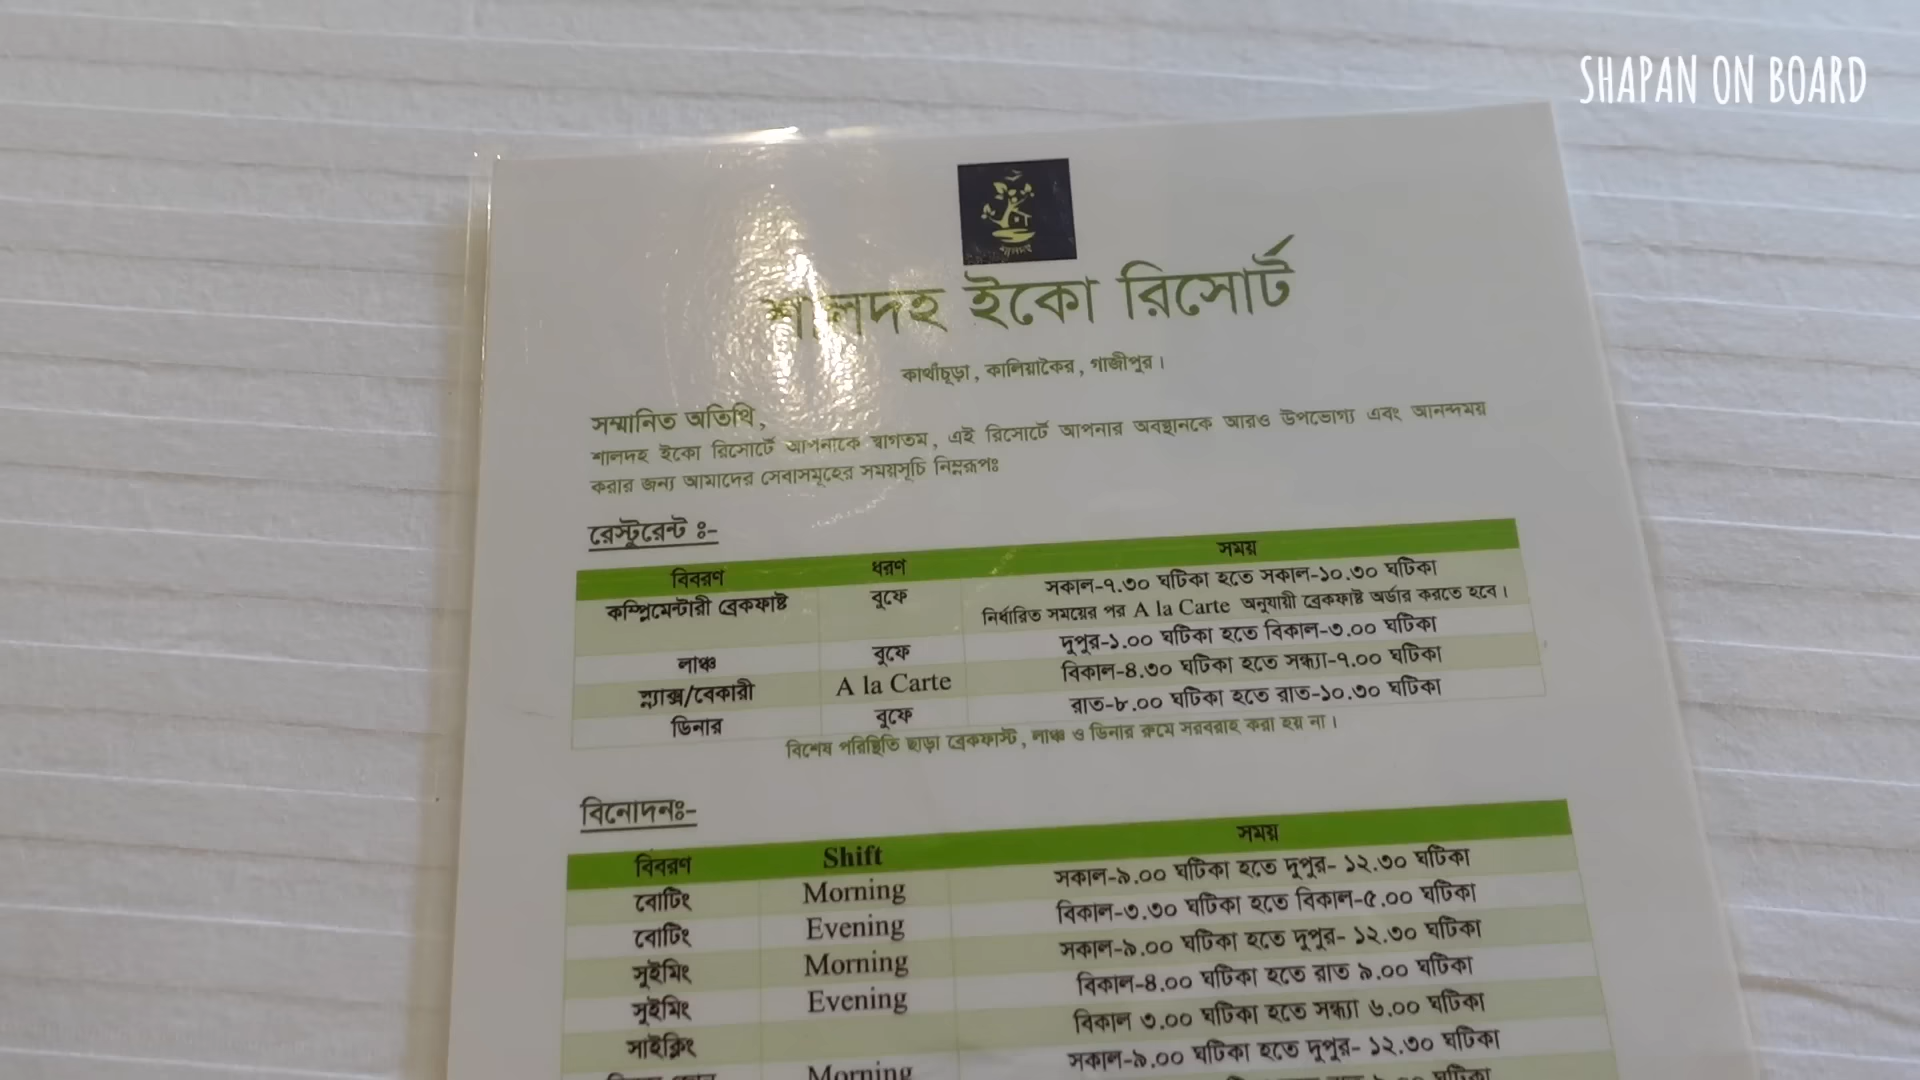 SHAPAN ON BOARD
শালদহ
শালদহ ইকো রিসোর্ট
কাথাঁচূড়া, কালিয়াকৈর, গাজীপুর।
সম্মানিত অতিথি,
শালদহ ইকো রিসোর্টে আপনাকে স্বাগতম, এই রিসোর্টে আপনার অবস্থানকে আরও উপভোগ্য এবং আনন্দময়
করার জন্য আমাদের সেবাসমূহের সময়সূচি নিম্নরূপঃ
রেস্টুরেন্ট ঃ-
বিবরণ ধরণ সময়
কম্প্লিমেন্টারী ব্রেকফাষ্ট বুফে সকাল-৭.৩০ ঘটিকা হতে সকাল-১০.৩০ ঘটিকা
নির্ধারিত সময়ের পর A la Carte অনুযায়ী ব্রেকফাষ্ট অর্ডার করতে হবে।
লাঞ্চ বুফে দুপুর-১.০০ ঘটিকা হতে বিকাল-৩.০০ ঘটিকা
স্ন্যাক্স/বেকারী A la Carte বিকাল-৪.৩০ ঘটিকা হতে সন্ধ্যা-৭.০০ ঘটিকা
ডিনার বুফে রাত-৮.০০ ঘটিকা হতে রাত-১০.৩০ ঘটিকা
বিশেষ পরিস্থিতি ছাড়া ব্রেকফাস্ট, লাঞ্চ ও ডিনার রুমে সরবরাহ করা হয় না।
বিনোদনঃ-
বিবরণ Shift সময়
বোটিং Morning সকাল-৯.০০ ঘটিকা হতে দুপুর- ১২.৩০ ঘটিকা
বোটিং Evening বিকাল-৩.৩০ ঘটিকা হতে বিকাল-৫.০০ ঘটিকা
সুইমিং Morning সকাল-৯.০০ ঘটিকা হতে দুপুর- ১২.৩০ ঘটিকা
সুইমিং Evening বিকাল-৪.০০ ঘটিকা হতে রাত ৯.০০ ঘটিকা
সাইক্লিং বিকাল ৩.০০ ঘটিকা হতে সন্ধ্যা ৬.০০ ঘটিকা
Morning সকাল-৯.০০ ঘটিকা হতে দুপুর- ১২.৩০ ঘটিকা
ঘটিকা